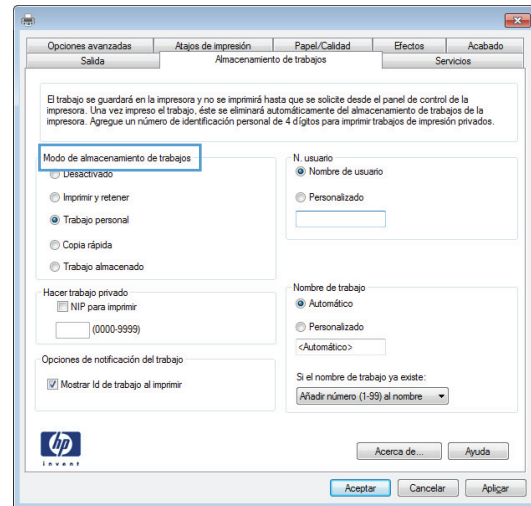 Opciones avanzadas Atajos de impresión Papel/Calidad Efectos Acabado
Salida Almacenamiento de trabajos Servicios
El trabajo se guardará en la impresora y no se imprimirá hasta que se solicite desde el panel de control de la
impresora. Una vez impreso el trabajo, éste se eliminará automáticamente del almacenamiento de trabajos de la
impresora. Agregue un número de identificación personal de 4 dígitos para imprimir trabajos de impresión privados.
Modo de almacenamiento de trabajos
Desactivado
Imprimir y retener
Trabajo personal
Copia rápida
Trabajo almacenado
N. usuario
Nombre de usuario
Personalizado
Hacer trabajo privado
NIP para imprimir
(0000-9999)
Nombre de trabajo
Automático
Personalizado
<Automático>
Si el nombre de trabajo ya existe:
Añadir número (1-99) al nombre
Opciones de notificación del trabajo
Mostrar Id de trabajo al imprimir
hp
invent
Acerca de... Ayuda
Aceptar Cancelar Aplicar